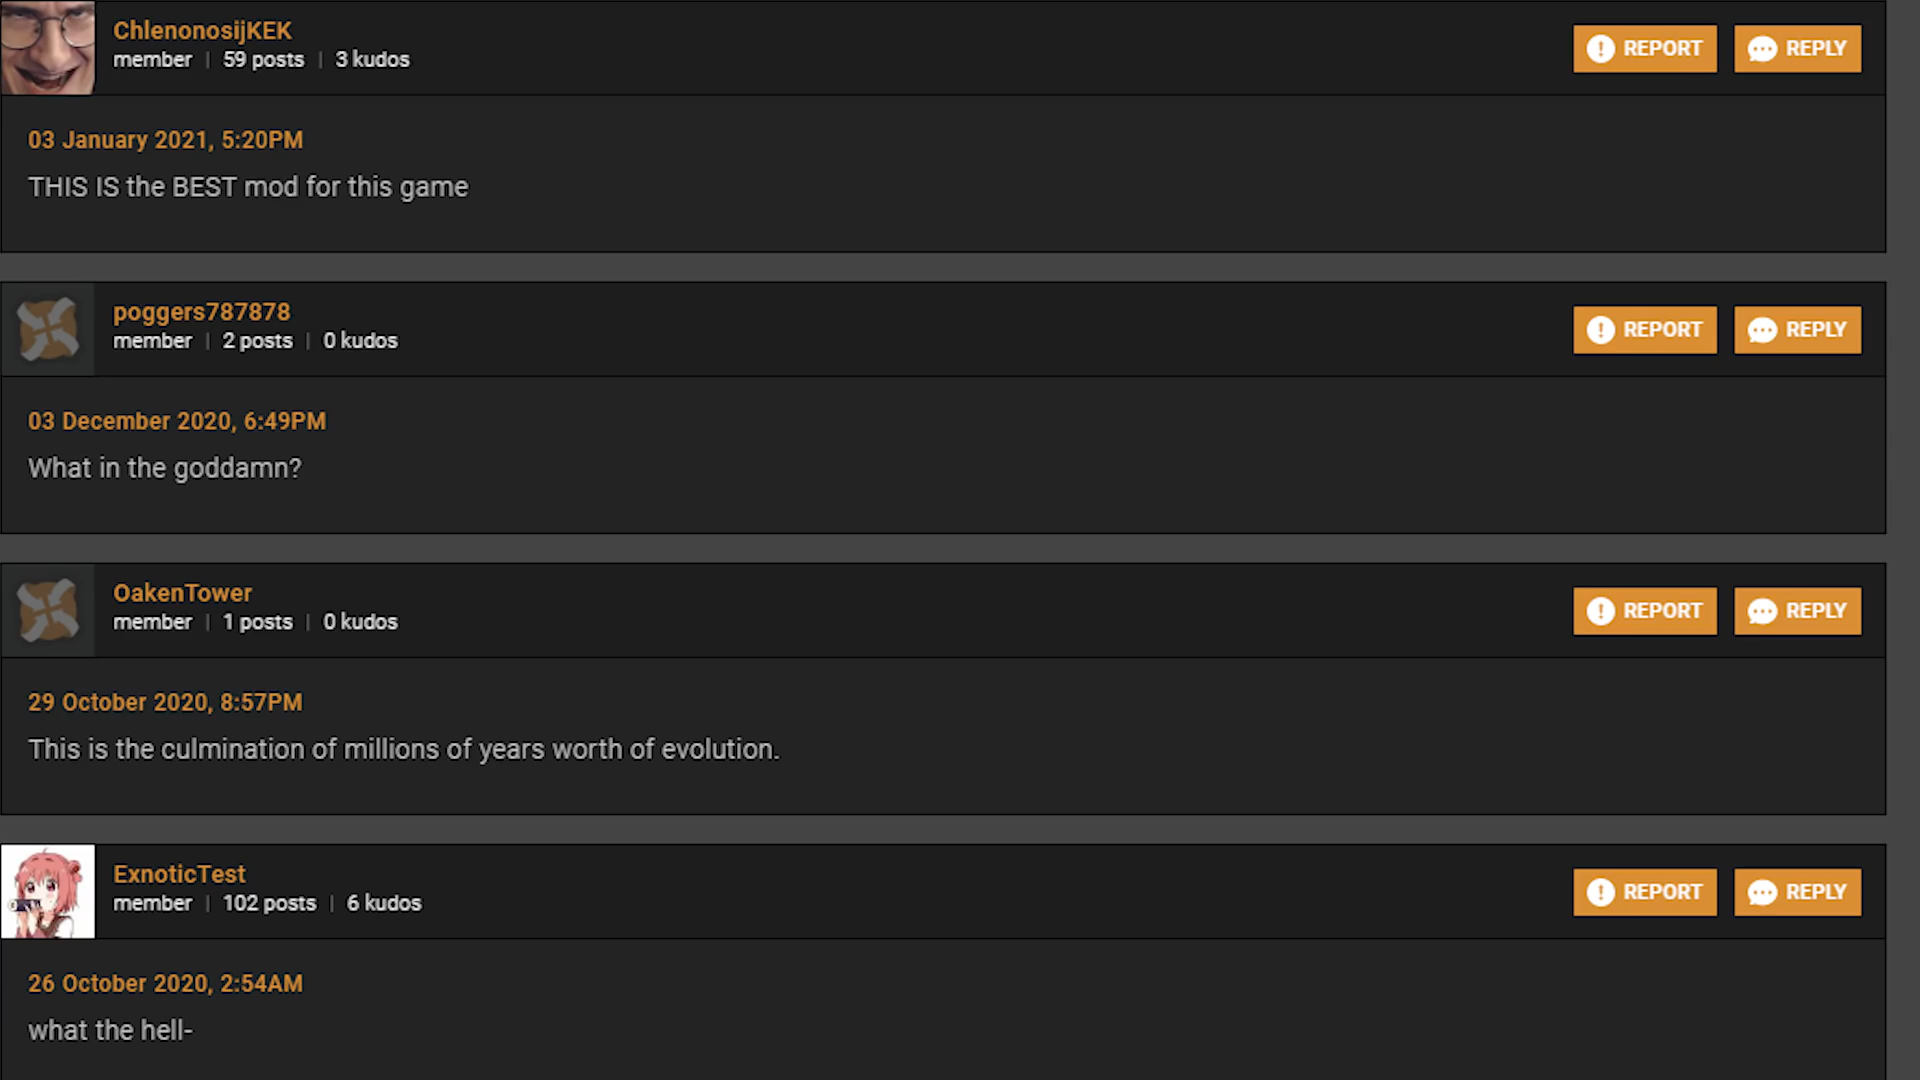 ChlenonosijKEK
member | 59 posts | 3 kudos
REPORT REPLY
03 January 2021, 5:20PM
THIS IS the BEST mod for this game
poggers787878
member | 2 posts | 0 kudos
REPORT REPLY
03 December 2020, 6:49PM
What in the goddamn?
OakenTower
member | 1 posts | 0 kudos
REPORT REPLY
29 October 2020, 8:57PM
This is the culmination of millions of years worth of evolution.
ExnoticTest
member | 102 posts | 6 kudos
REPORT REPLY
26 October 2020, 2:54AM
what the hell-